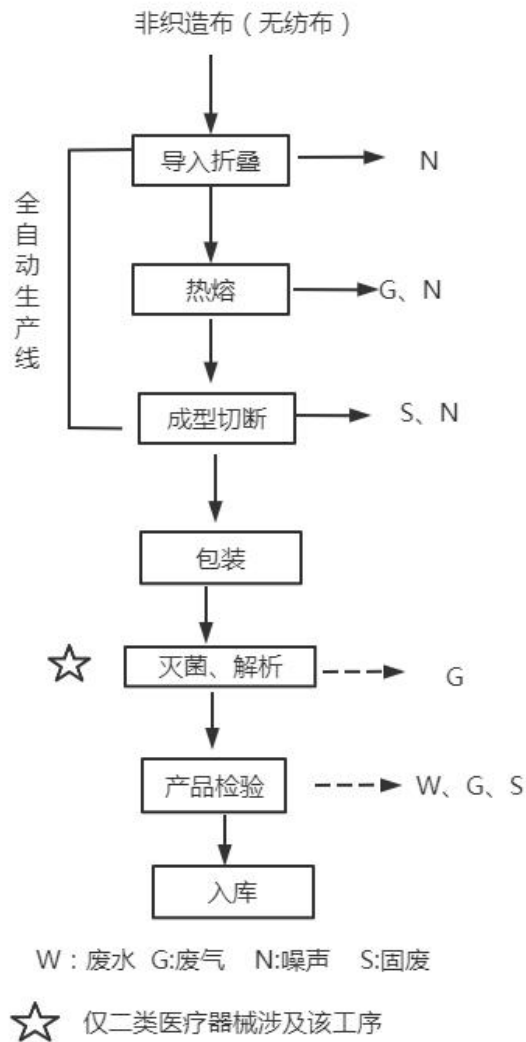 非织造布（无纺布）
导入折叠
N
全自动生产线
热熔
G、N
成型切断
S、N
包装
灭菌、解析
G
产品检验
W、G、S
入库
W：废水 G:废气 N:噪声 S:固废
仅二类医疗器械涉及该工序